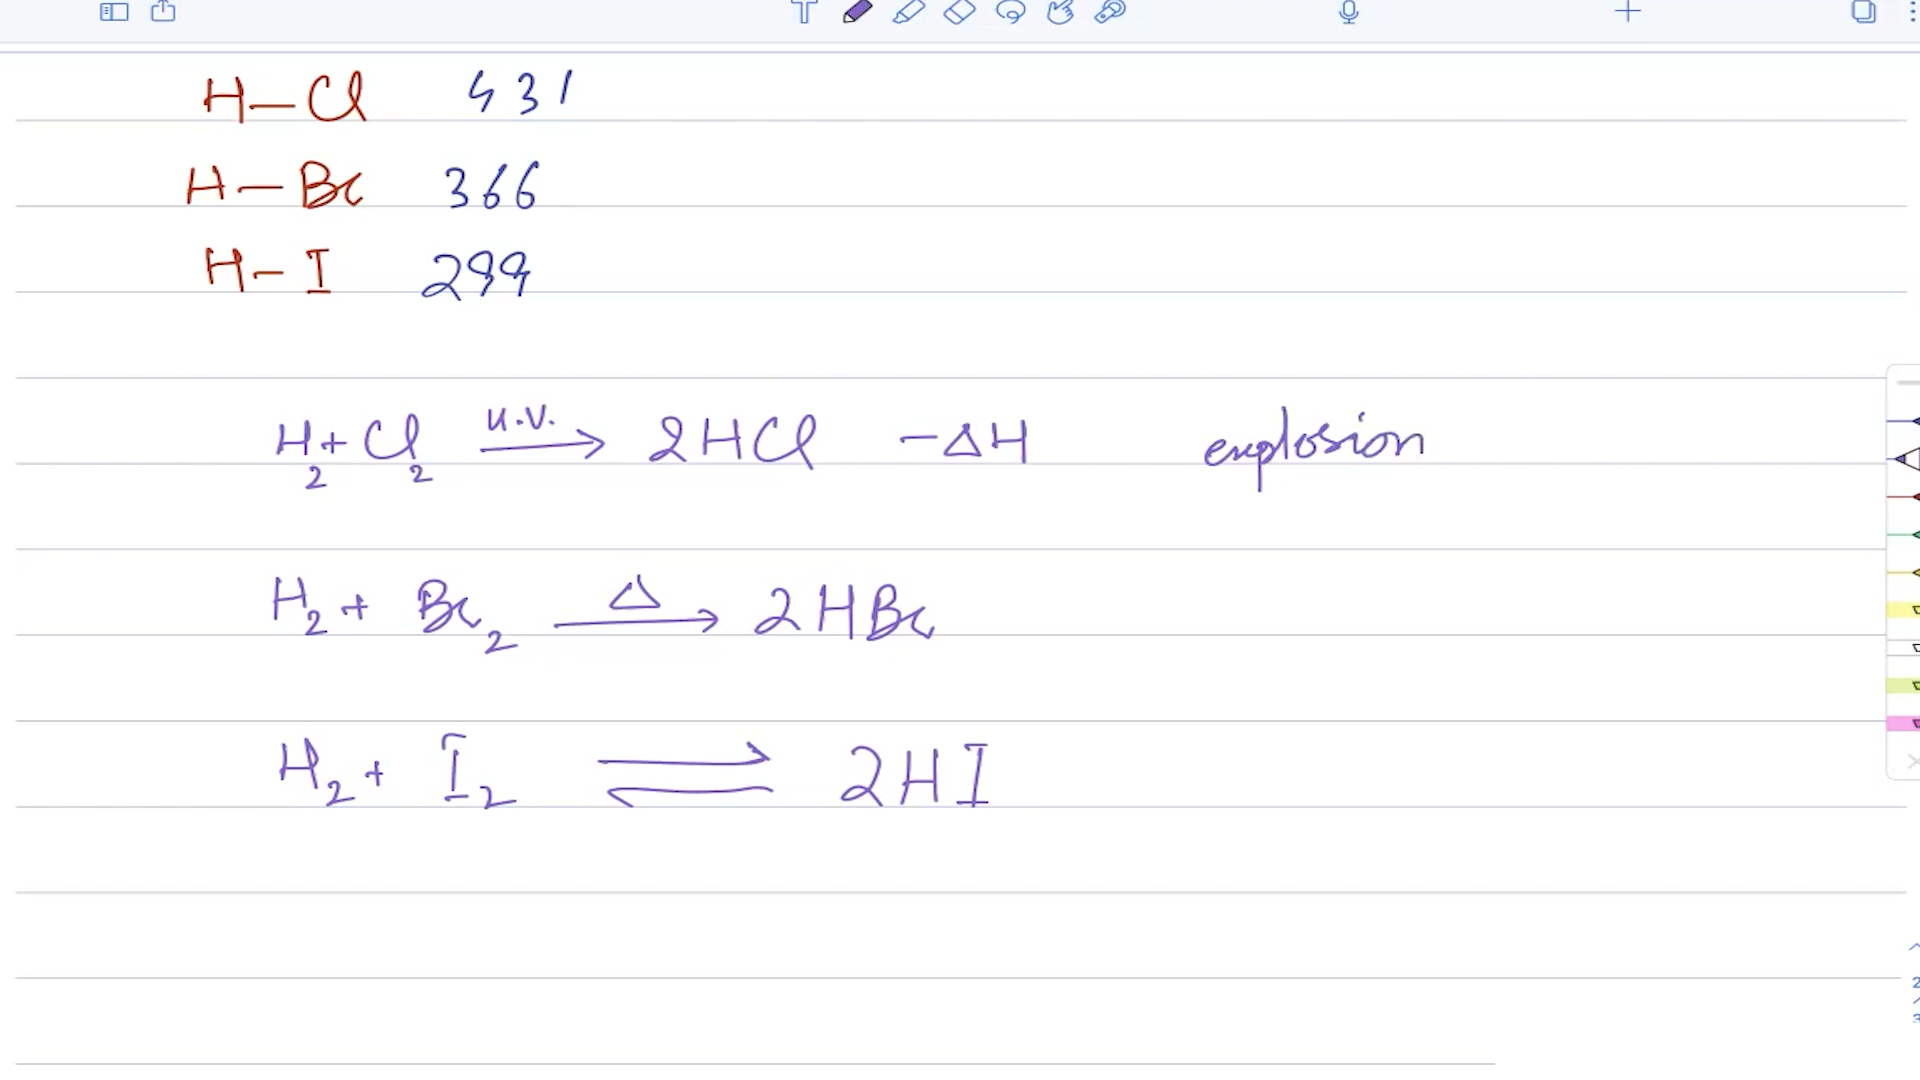 H–Cl 431
H–Br 366
H–I 299
H₂ + Cl₂ —u.v.→ 2HCl –ΔH explosion
H₂ + Br₂ —Δ→ 2HBr
H₂ + I₂ ⇌ 2HI